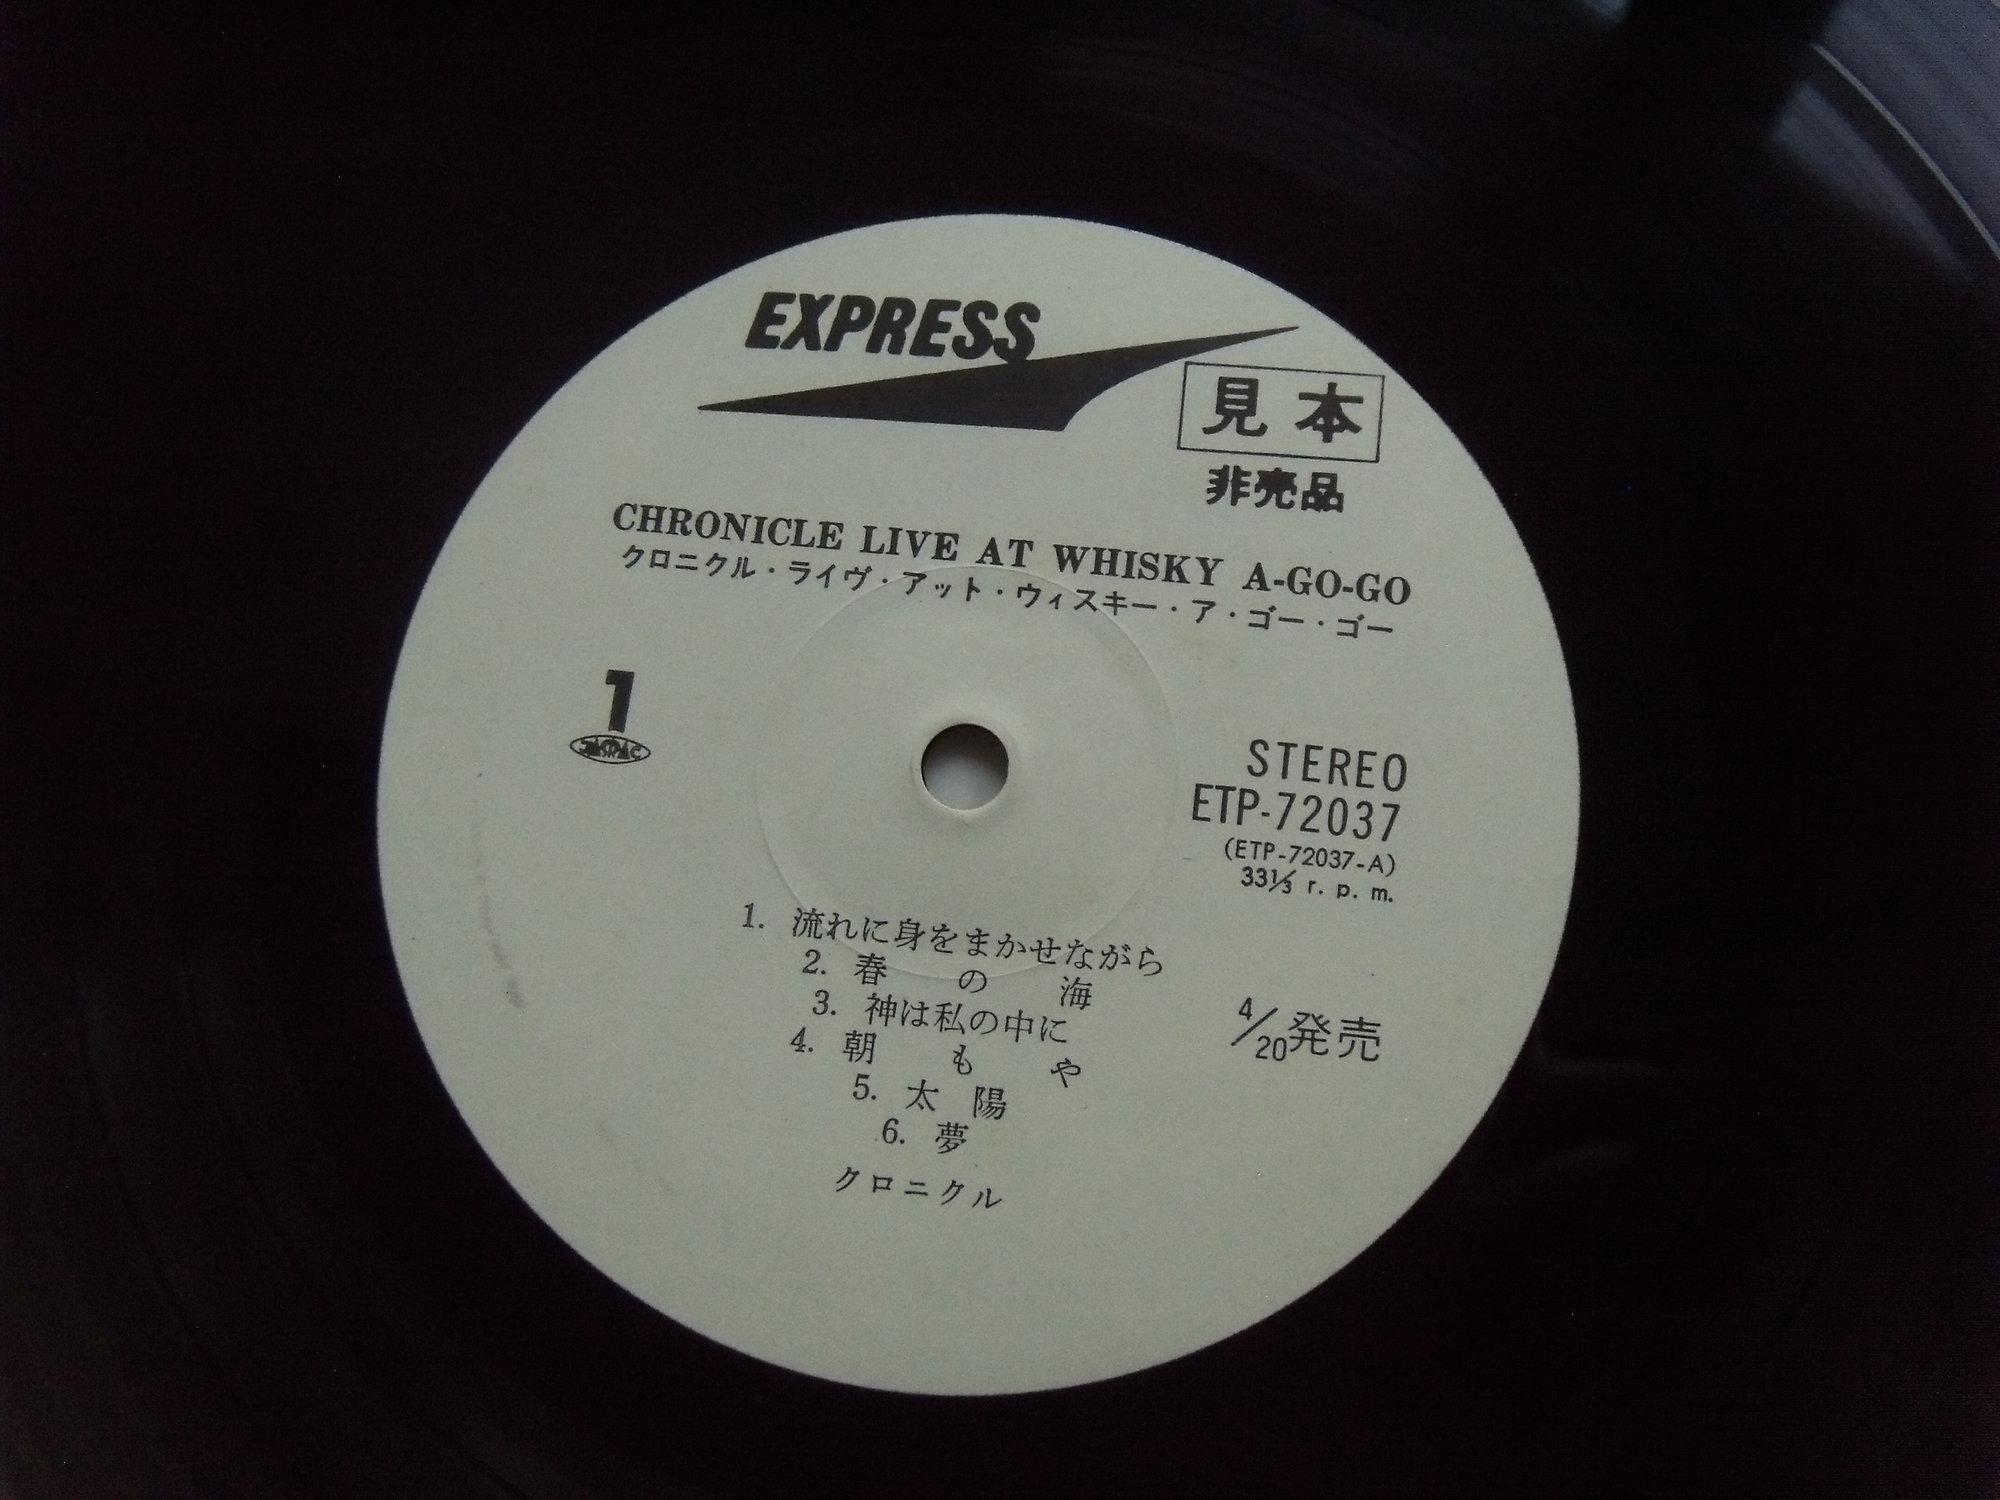 EXPRESS
見本
非売品
CHRONICLE LIVE AT WHISKY A-GO-GO
クロニクル・ライヴ・アット・ウィスキー・ア・ゴー・ゴー
1
JASRAC
STEREO
ETP-72037
(ETP-72037-A)
33⅓ r. p. m.
1. 流れに身をまかせながら
2. 春の海
3. 神は私の中に
4. 朝もや
5. 太陽
6. 夢
クロニクル
4/20発売